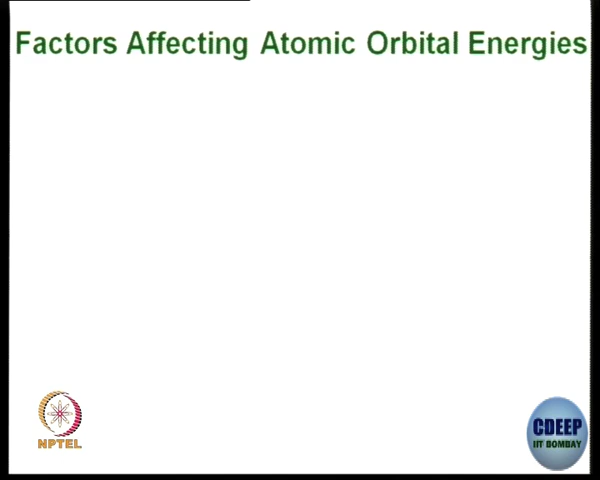 Factors Affecting Atomic Orbital Energies
NPTEL
CDEEP
IIT BOMBAY